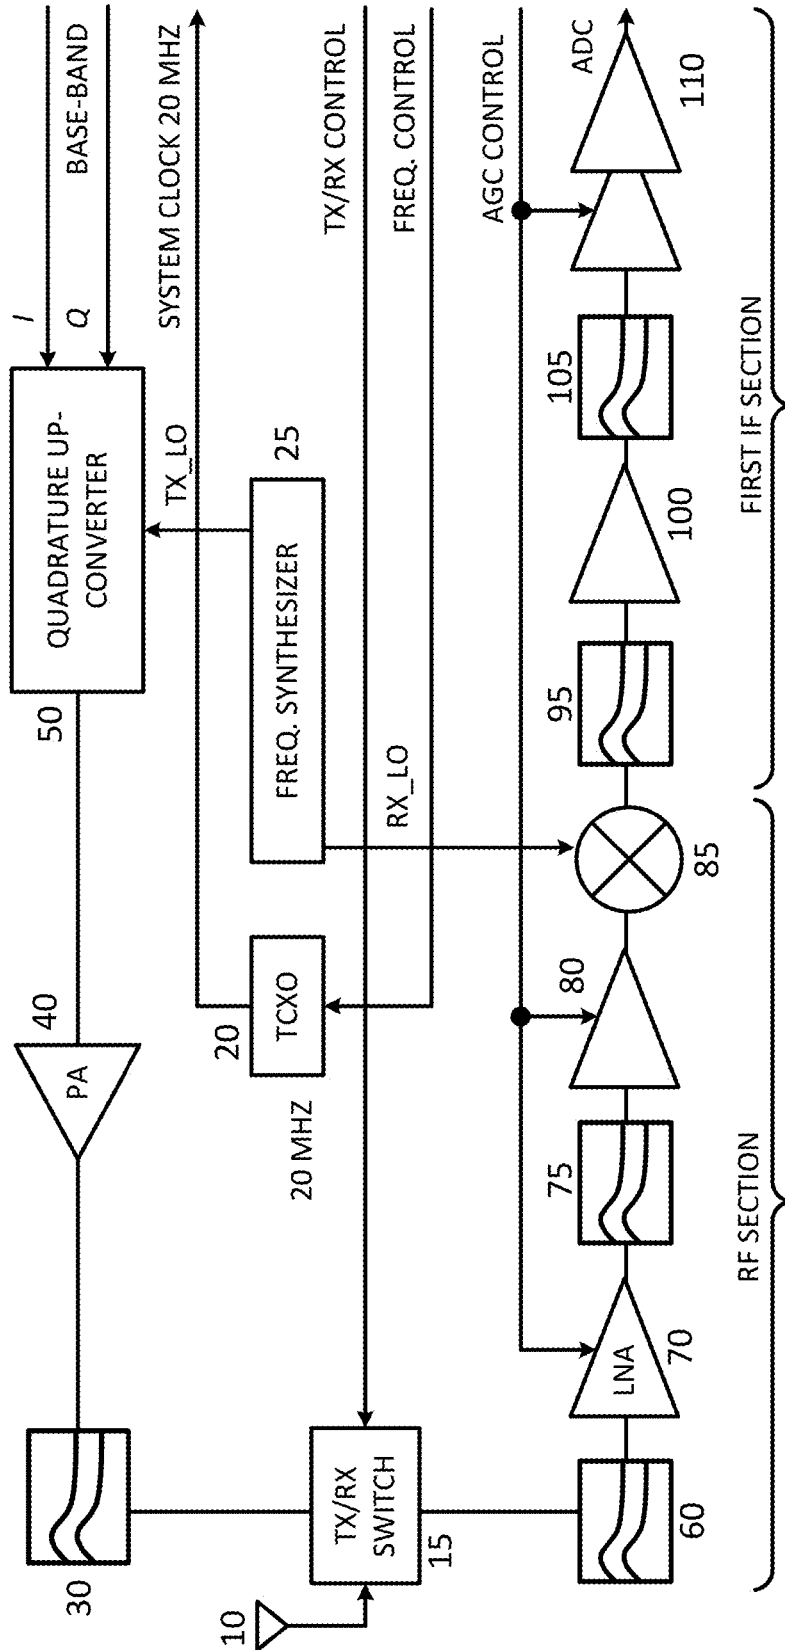 30
PA
40
50
QUADRATURE UP-
CONVERTER
I
Q
BASE-BAND
TX_LO
SYSTEM CLOCK 20 MHZ
10
TX/RX
SWITCH
15
20
TCXO
20 MHZ
FREQ. SYNTHESIZER
25
RX_LO
TX/RX CONTROL
FREQ. CONTROL
AGC CONTROL
60
LNA
70
75
80
85
95
100
105
ADC
110
RF SECTION
FIRST IF SECTION